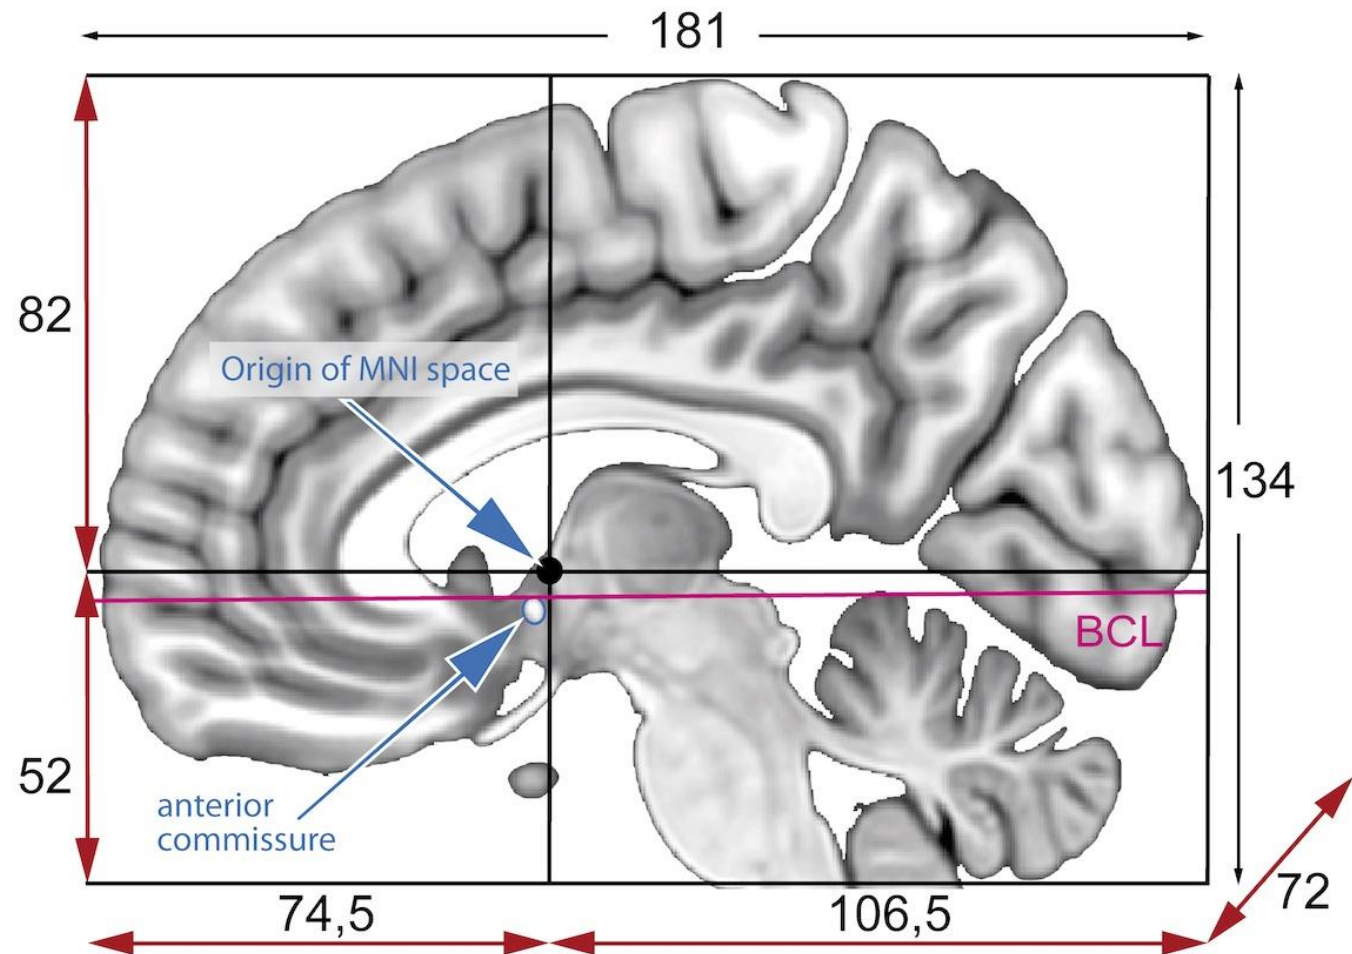 181
82
Origin of MNI space
134
BCL
52
anterior
commissure
72
74,5
106,5